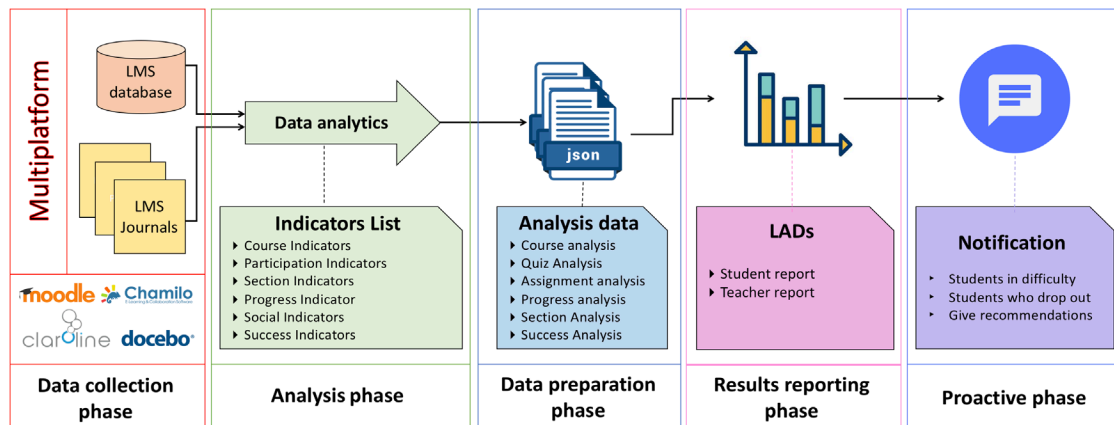 Multiplatform
LMS
database
LMS
Journals
moodle
Chamilo
E-Learning & Collaboration Software
claroline
docebo®
Data collection
phase
Data analytics
Indicators List
Course Indicators
Participation Indicators
Section Indicators
Progress Indicator
Social Indicators
Success Indicators
Analysis phase
json
Analysis data
Course analysis
Quiz Analysis
Assignment analysis
Progress analysis
Section Analysis
Success Analysis
Data preparation
phase
LADs
Student report
Teacher report
Results reporting
phase
Notification
Students in difficulty
Students who drop out
Give recommendations
Proactive phase